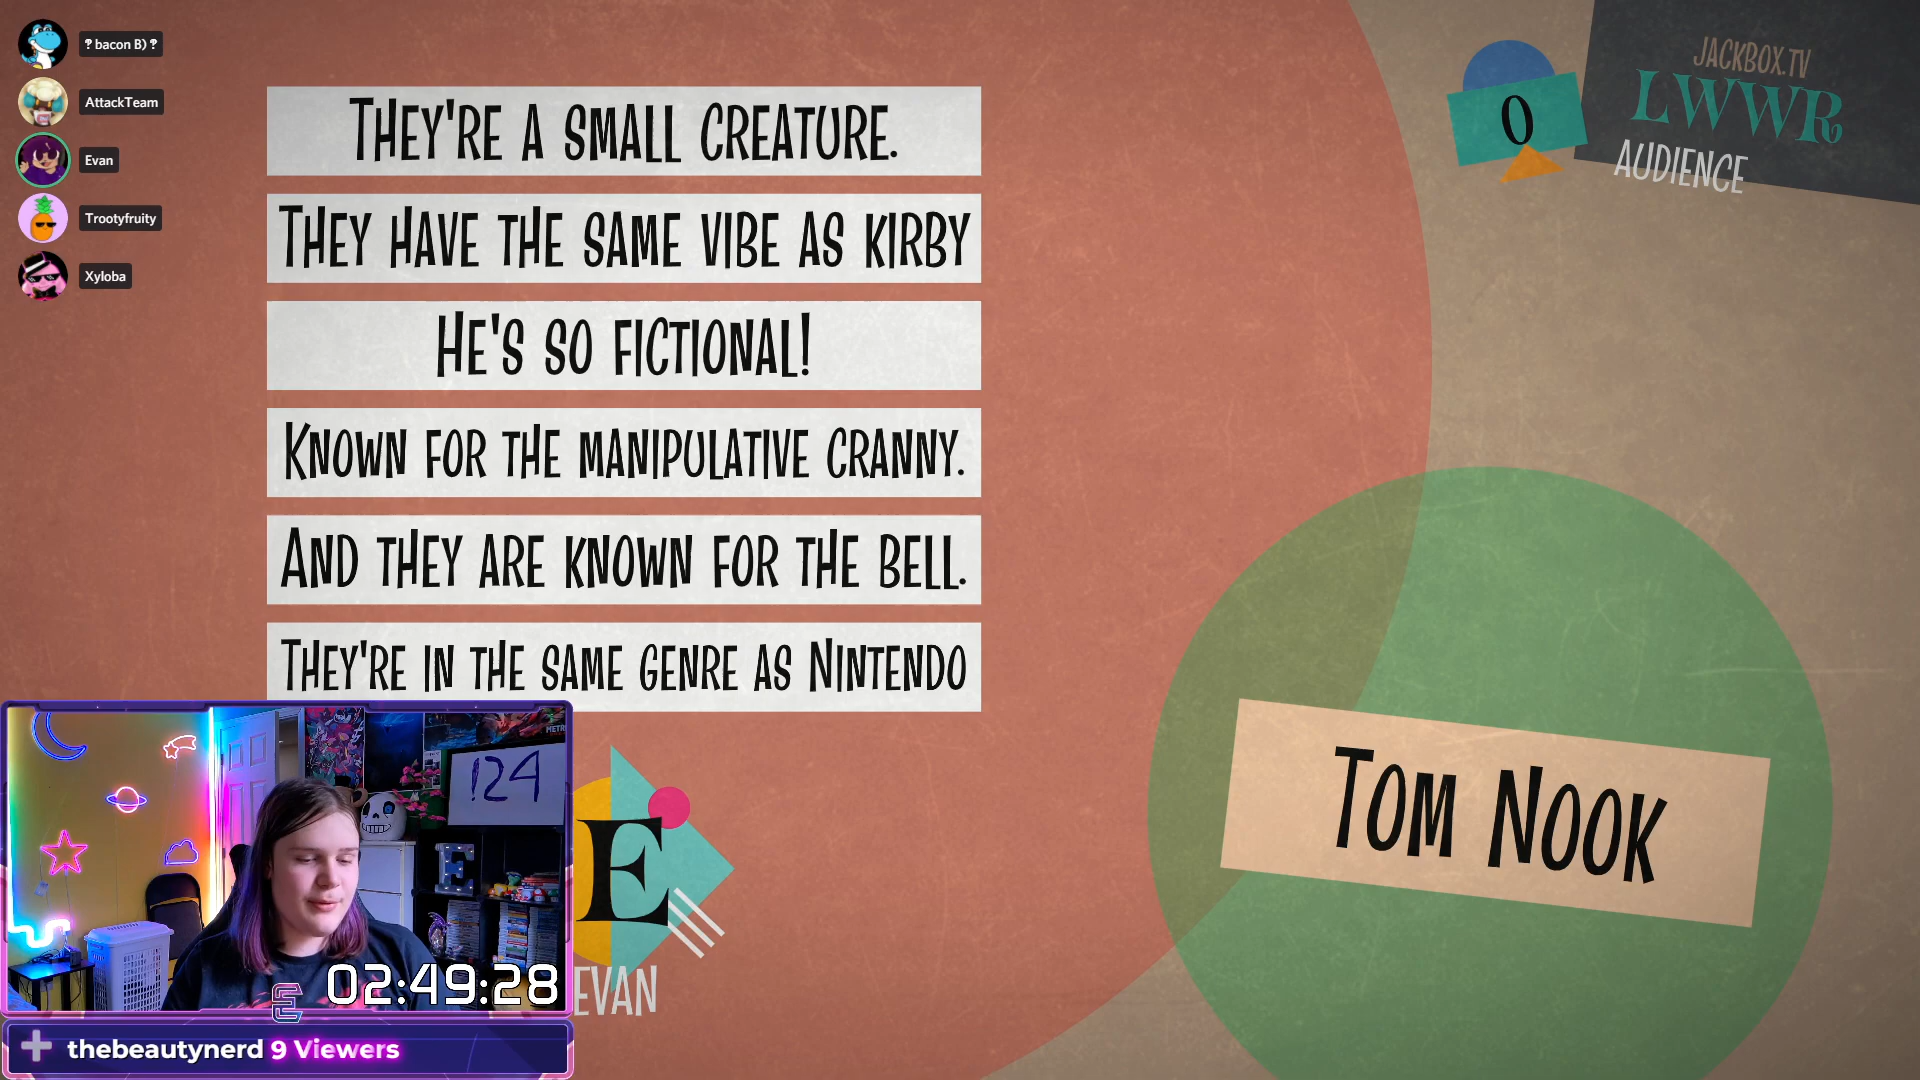 ? bacon B) ?
AttackTeam
Evan
Trootyfruity
Xyloba
They're a small creature.
They have the same vibe as kirby
He's so fictional!
Known for the manipulative cranny.
And they are known for the bell.
They're in the same genre as Nintendo
JACKBOX.TV
LWWR
AUDIENCE
0
Tom Nook
E
EVAN
!24
E
02:49:28
thebeautynerd 9 Viewers